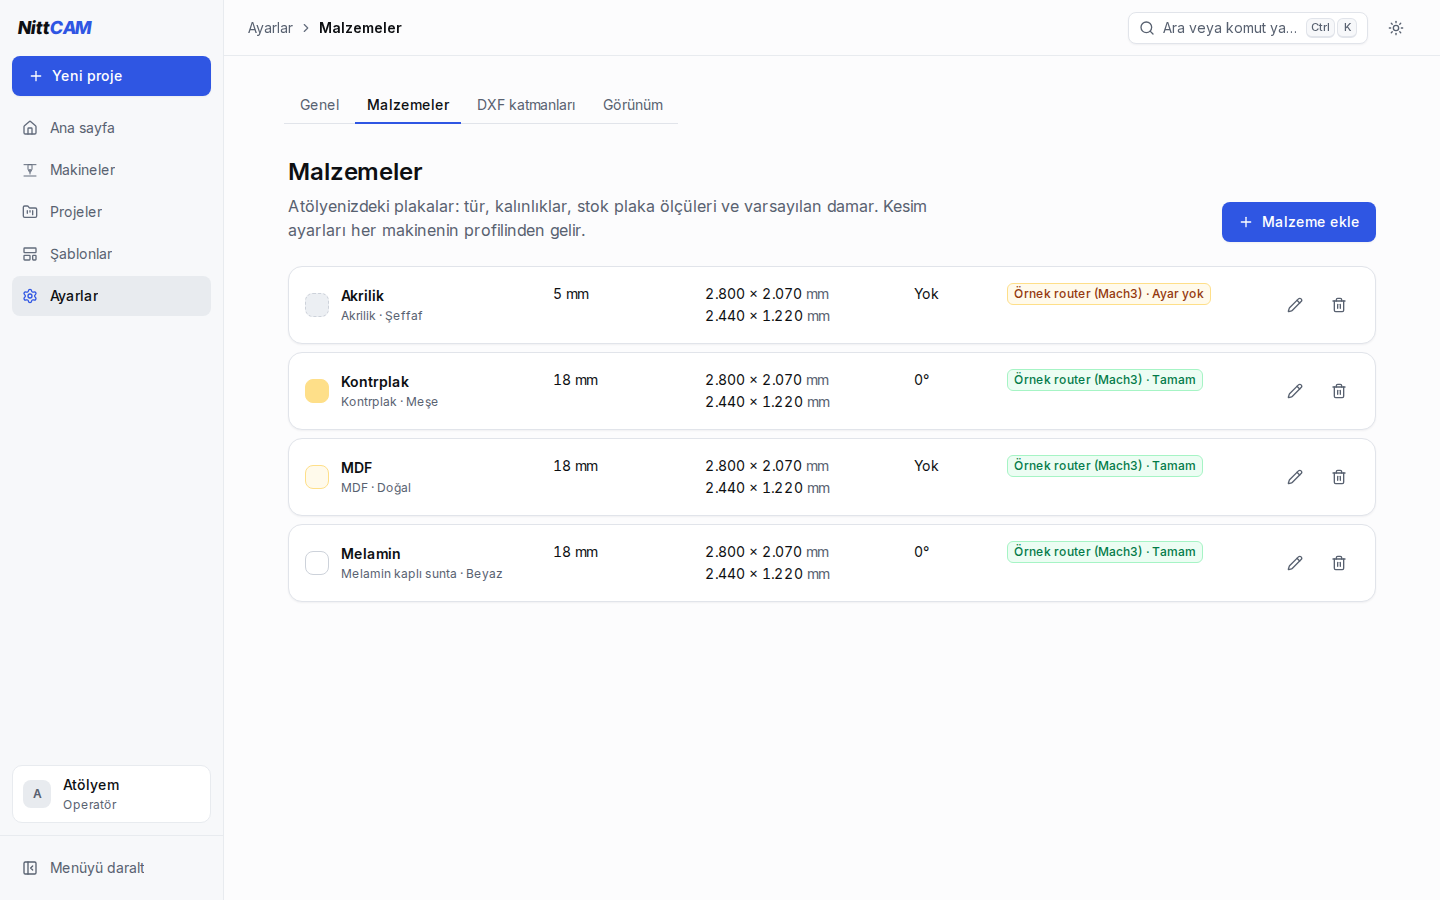 NittCAM
Ayarlar > Malzemeler
Ara veya komut ya... Ctrl K
Yeni proje
Ana sayfa
Makineler
Projeler
Şablonlar
Ayarlar
Genel Malzemeler DXF katmanları Görünüm
Malzemeler
Atölyenizdeki plakalar: tür, kalınlıklar, stok plaka ölçüleri ve varsayılan damar. Kesim
ayarları her makinenin profilinden gelir.
Malzeme ekle
Akrilik
Akrilik · Şeffaf
5 mm
2.800 × 2.070 mm
2.440 × 1.220 mm
Yok
Örnek router (Mach3) · Ayar yok
Kontrplak
Kontrplak · Meşe
18 mm
2.800 × 2.070 mm
2.440 × 1.220 mm
0°
Örnek router (Mach3) · Tamam
MDF
MDF · Doğal
18 mm
2.800 × 2.070 mm
2.440 × 1.220 mm
Yok
Örnek router (Mach3) · Tamam
Melamin
Melamin kaplı sunta · Beyaz
18 mm
2.800 × 2.070 mm
2.440 × 1.220 mm
0°
Örnek router (Mach3) · Tamam
A
Atölyem
Operatör
Menüyü daralt